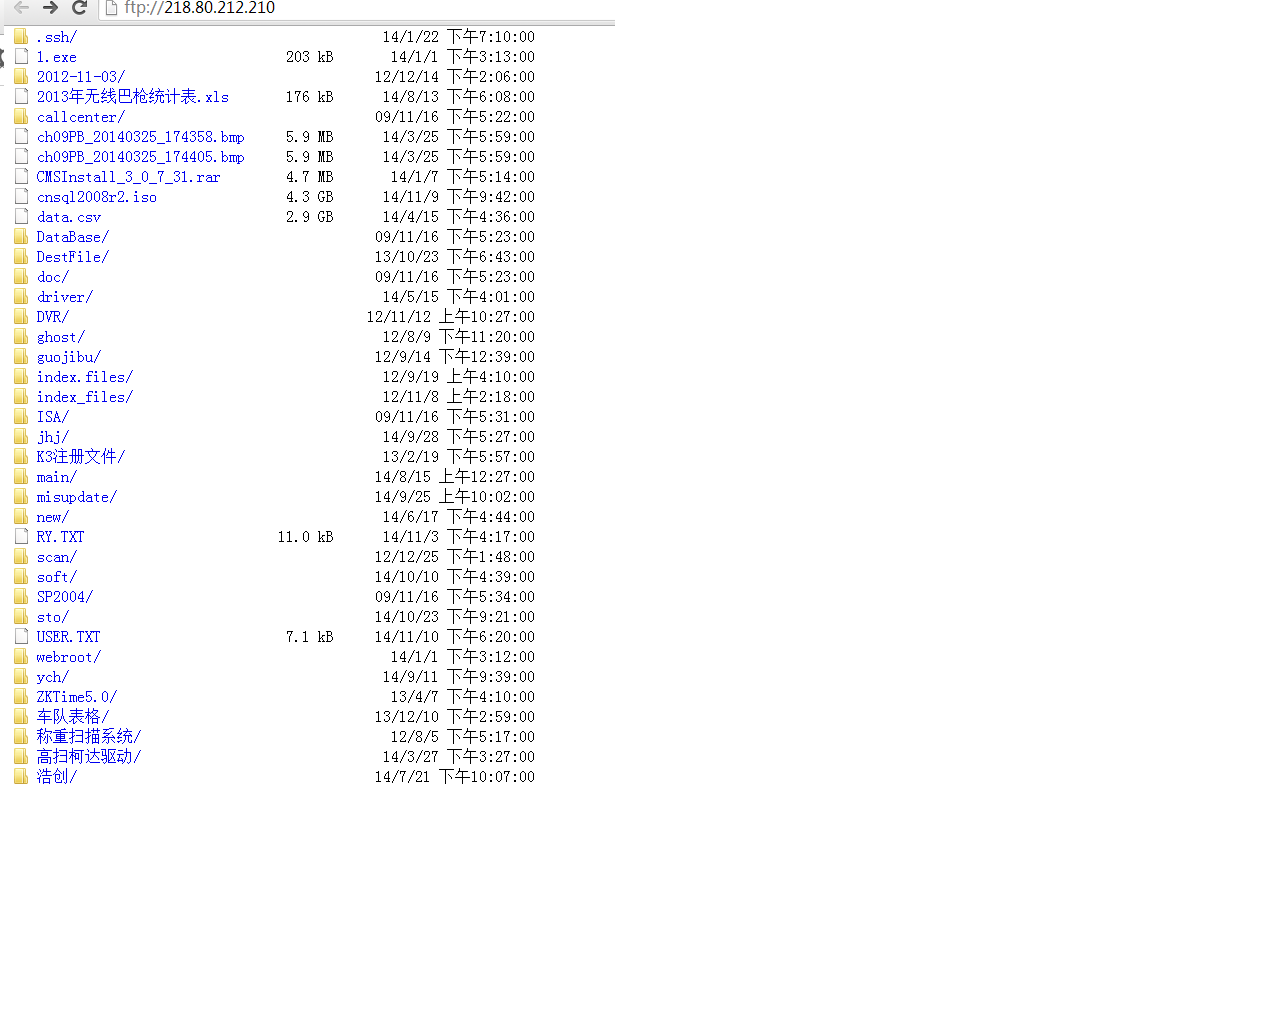 ftp://218.80.212.210
.ssh/ 14/1/22 下午7:10:00
1.exe 203 kB 14/1/1 下午3:13:00
2012-11-03/ 12/12/14 下午2:06:00
2013年无线巴枪统计表.xls 176 kB 14/8/13 下午6:08:00
callcenter/ 09/11/16 下午5:22:00
ch09PB_20140325_174358.bmp 5.9 MB 14/3/25 下午5:59:00
ch09PB_20140325_174405.bmp 5.9 MB 14/3/25 下午5:59:00
CMSInstall_3_0_7_31.rar 4.7 MB 14/1/7 下午5:14:00
cnsql2008r2.iso 4.3 GB 14/11/9 下午9:42:00
data.csv 2.9 GB 14/4/15 下午4:36:00
DataBase/ 09/11/16 下午5:23:00
DestFile/ 13/10/23 下午6:43:00
doc/ 09/11/16 下午5:23:00
driver/ 14/5/15 下午4:01:00
DVR/ 12/11/12 上午10:27:00
ghost/ 12/8/9 下午11:20:00
guojibu/ 12/9/14 下午12:39:00
index.files/ 12/9/19 上午4:10:00
index_files/ 12/11/8 上午2:18:00
ISA/ 09/11/16 下午5:31:00
jhj/ 14/9/28 下午5:27:00
K3注册文件/ 13/2/19 下午5:57:00
main/ 14/8/15 上午12:27:00
misupdate/ 14/9/25 上午10:02:00
new/ 14/6/17 下午4:44:00
RY.TXT 11.0 kB 14/11/3 下午4:17:00
scan/ 12/12/25 下午1:48:00
soft/ 14/10/10 下午4:39:00
SP2004/ 09/11/16 下午5:34:00
sto/ 14/10/23 下午9:21:00
USER.TXT 7.1 kB 14/11/10 下午6:20:00
webroot/ 14/1/1 下午3:12:00
ych/ 14/9/11 下午9:39:00
ZKTime5.0/ 13/4/7 下午4:10:00
车队表格/ 13/12/10 下午2:59:00
称重扫描系统/ 12/8/5 下午5:17:00
高扫柯达驱动/ 14/3/27 下午3:27:00
浩创/ 14/7/21 下午10:07:00